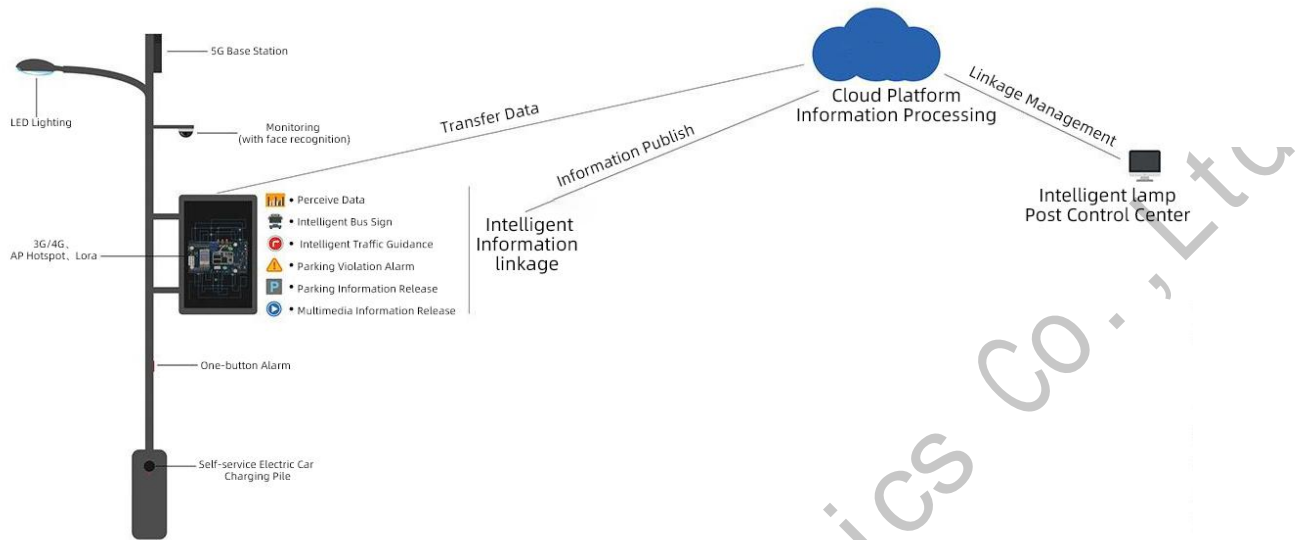 5G Base Station
LED Lighting
Monitoring
(with face recognition)
3G/4G、
AP Hotspot、Lora
• Perceive Data
• Intelligent Bus Sign
• Intelligent Traffic Guidance
• Parking Violation Alarm
P • Parking Information Release
• Multimedia Information Release
One-button Alarm
Self-service Electric Car
Charging Pile
Transfer Data
Information Publish
Intelligent
Information
linkage
Cloud Platform
Information Processing
Linkage Management
Intelligent lamp
Post Control Center
ics Co.,Ltd